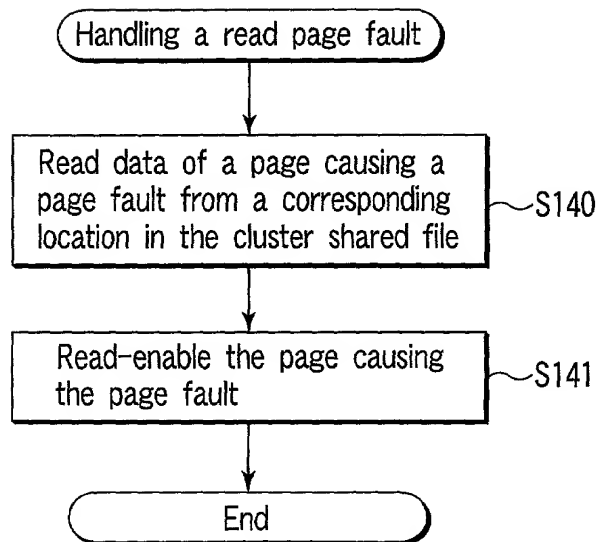 Handling a read page fault
Read data of a page causing a
page fault from a corresponding
location in the cluster shared file
S140
Read-enable the page causing
the page fault
S141
End